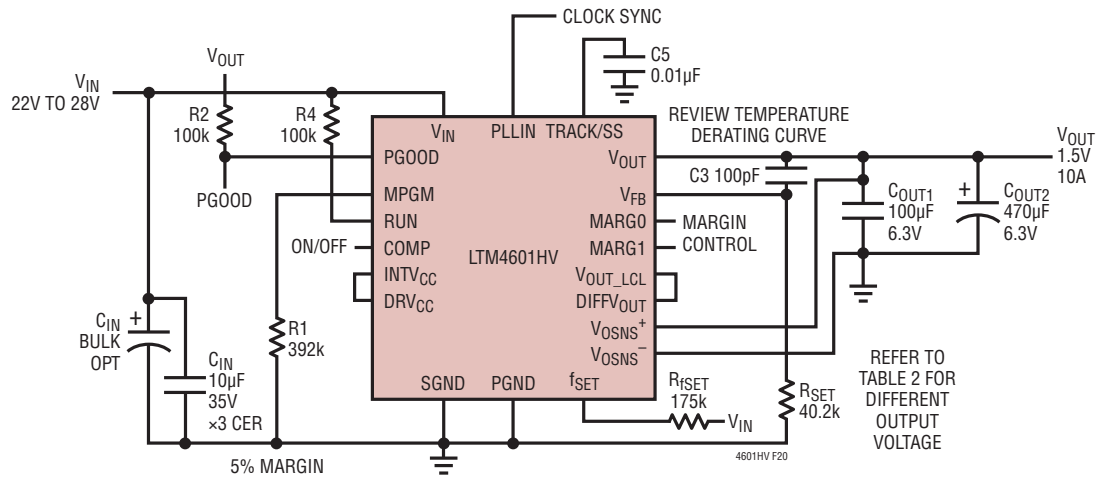 CLOCK SYNC
C5
0.01µF
VOUT
VIN
22V TO 28V
R2
100k
R4
100k
PGOOD
REVIEW TEMPERATURE
DERATING CURVE
VIN
PLLIN
TRACK/SS
PGOOD
MPGM
RUN
COMP
INTVCC
DRVCC
ON/OFF
LTM4601HV
VOUT
VFB
MARG0
MARG1
VOUT_LCL
DIFFVOUT
VOSNS+
VOSNS–
SGND
PGND
fSET
C3 100pF
MARGIN
CONTROL
VOUT
1.5V
10A
COUT1
100µF
6.3V
+
COUT2
470µF
6.3V
CIN
BULK
OPT
+
CIN
10µF
35V
×3 CER
R1
392k
RfSET
175k
VIN
RSET
40.2k
REFER TO
TABLE 2 FOR
DIFFERENT
OUTPUT
VOLTAGE
5% MARGIN
4601HV F20